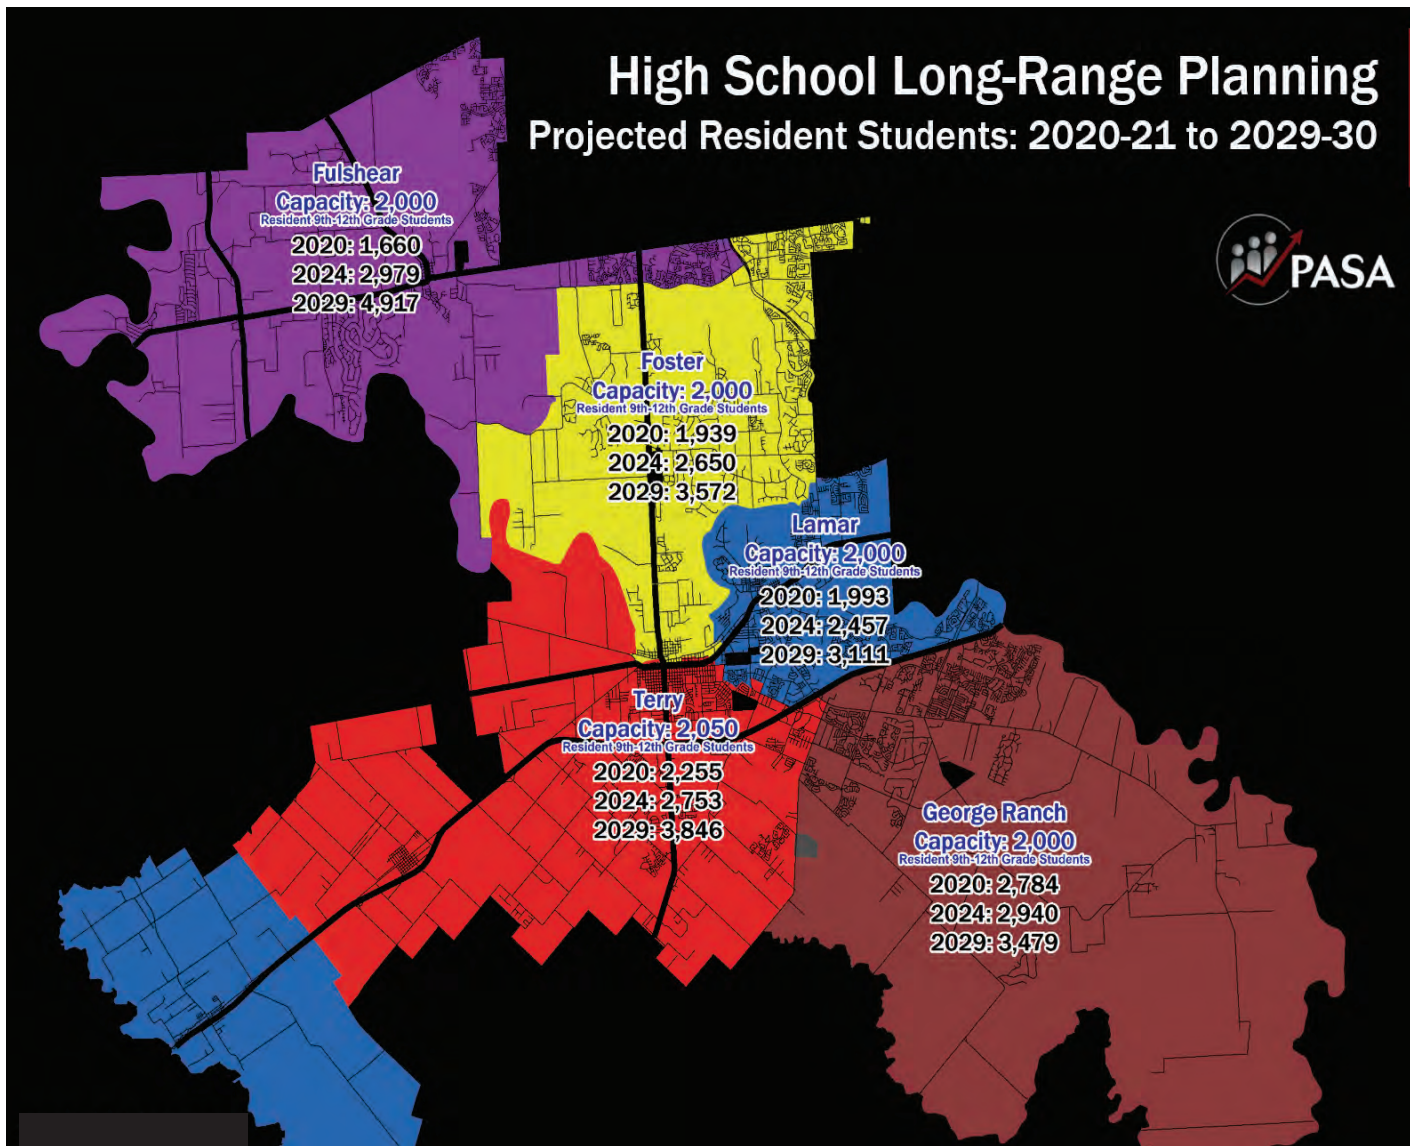 High School Long-Range Planning
Projected Resident Students: 2020-21 to 2029-30
PASA
Fulshear
Capacity: 2,000
Resident 9th-12th Grade Students
2020: 1,660
2024: 2,979
2029: 4,917
Foster
Capacity: 2,000
Resident 9th-12th Grade Students
2020: 1,939
2024: 2,650
2029: 3,572
Lamar
Capacity: 2,000
Resident 9th-12th Grade Students
2020: 1,993
2024: 2,457
2029: 3,111
Terry
Capacity: 2,050
Resident 9th-12th Grade Students
2020: 2,255
2024: 2,753
2029: 3,846
George Ranch
Capacity: 2,000
Resident 9th-12th Grade Students
2020: 2,784
2024: 2,940
2029: 3,479